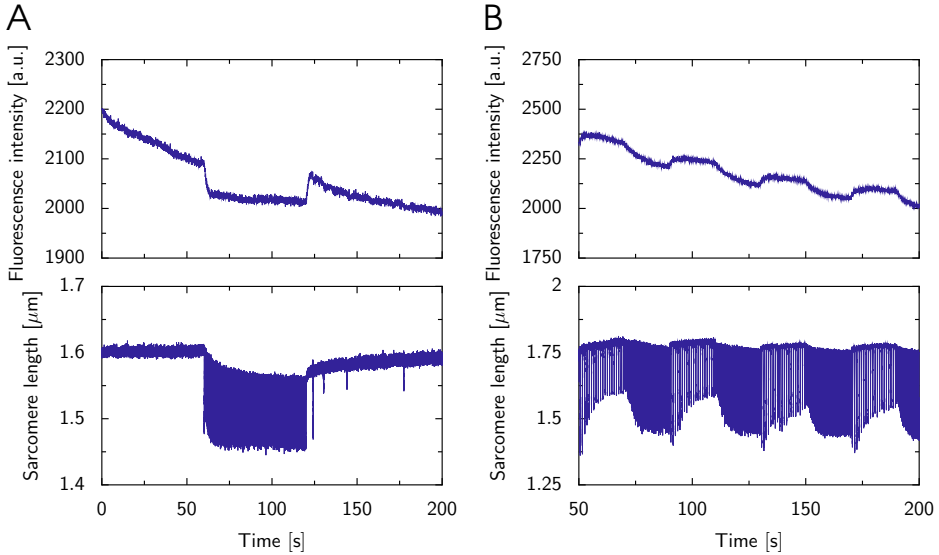 A
B
Fluorescence intensity [a.u.]
2300
2200
2100
2000
1900
Fluorescence intensity [a.u.]
2750
2500
2250
2000
1750
Sarcomere length [μm]
1.7
1.6
1.5
1.4
0 50 100 150 200
Time [s]
Sarcomere length [μm]
2
1.75
1.5
1.25
50 100 150 200
Time [s]